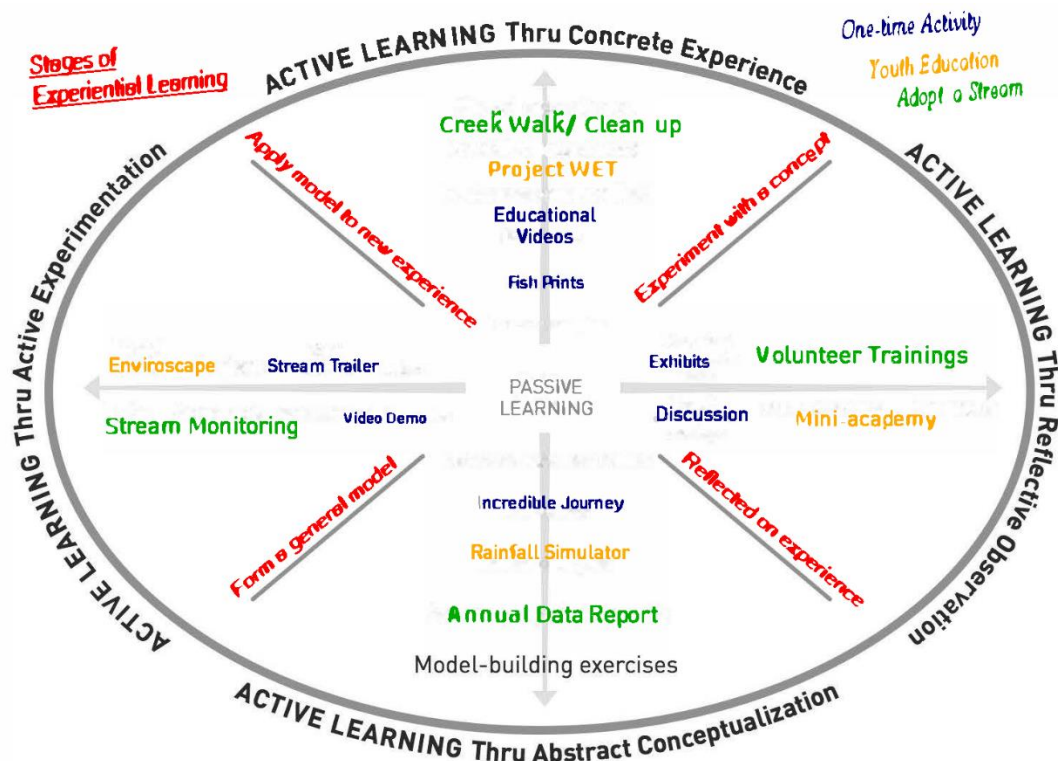 Stages of
Experiential Learning
ACTIVE LEARNING Thru Concrete Experience
One-time Activity
Youth Education
Adopt a Stream
ACTIVE LEARNING Thru Active Experimentation
ACTIVE LEARNING Thru Reflective Observation
Apply model to new experience
Experiment with a concept
Creek Walk/ Clean up
Project WET
Educational
Videos
Fish Prints
Enviroscape
Stream Trailer
Exhibits
Volunteer Trainings
PASSIVE
LEARNING
Stream Monitoring
Video Demo
Discussion
Mini-academy
Form a general model
Reflected on experience
Incredible Journey
Rainfall Simulator
Annual Data Report
Model-building exercises
ACTIVE LEARNING Thru Abstract Conceptualization